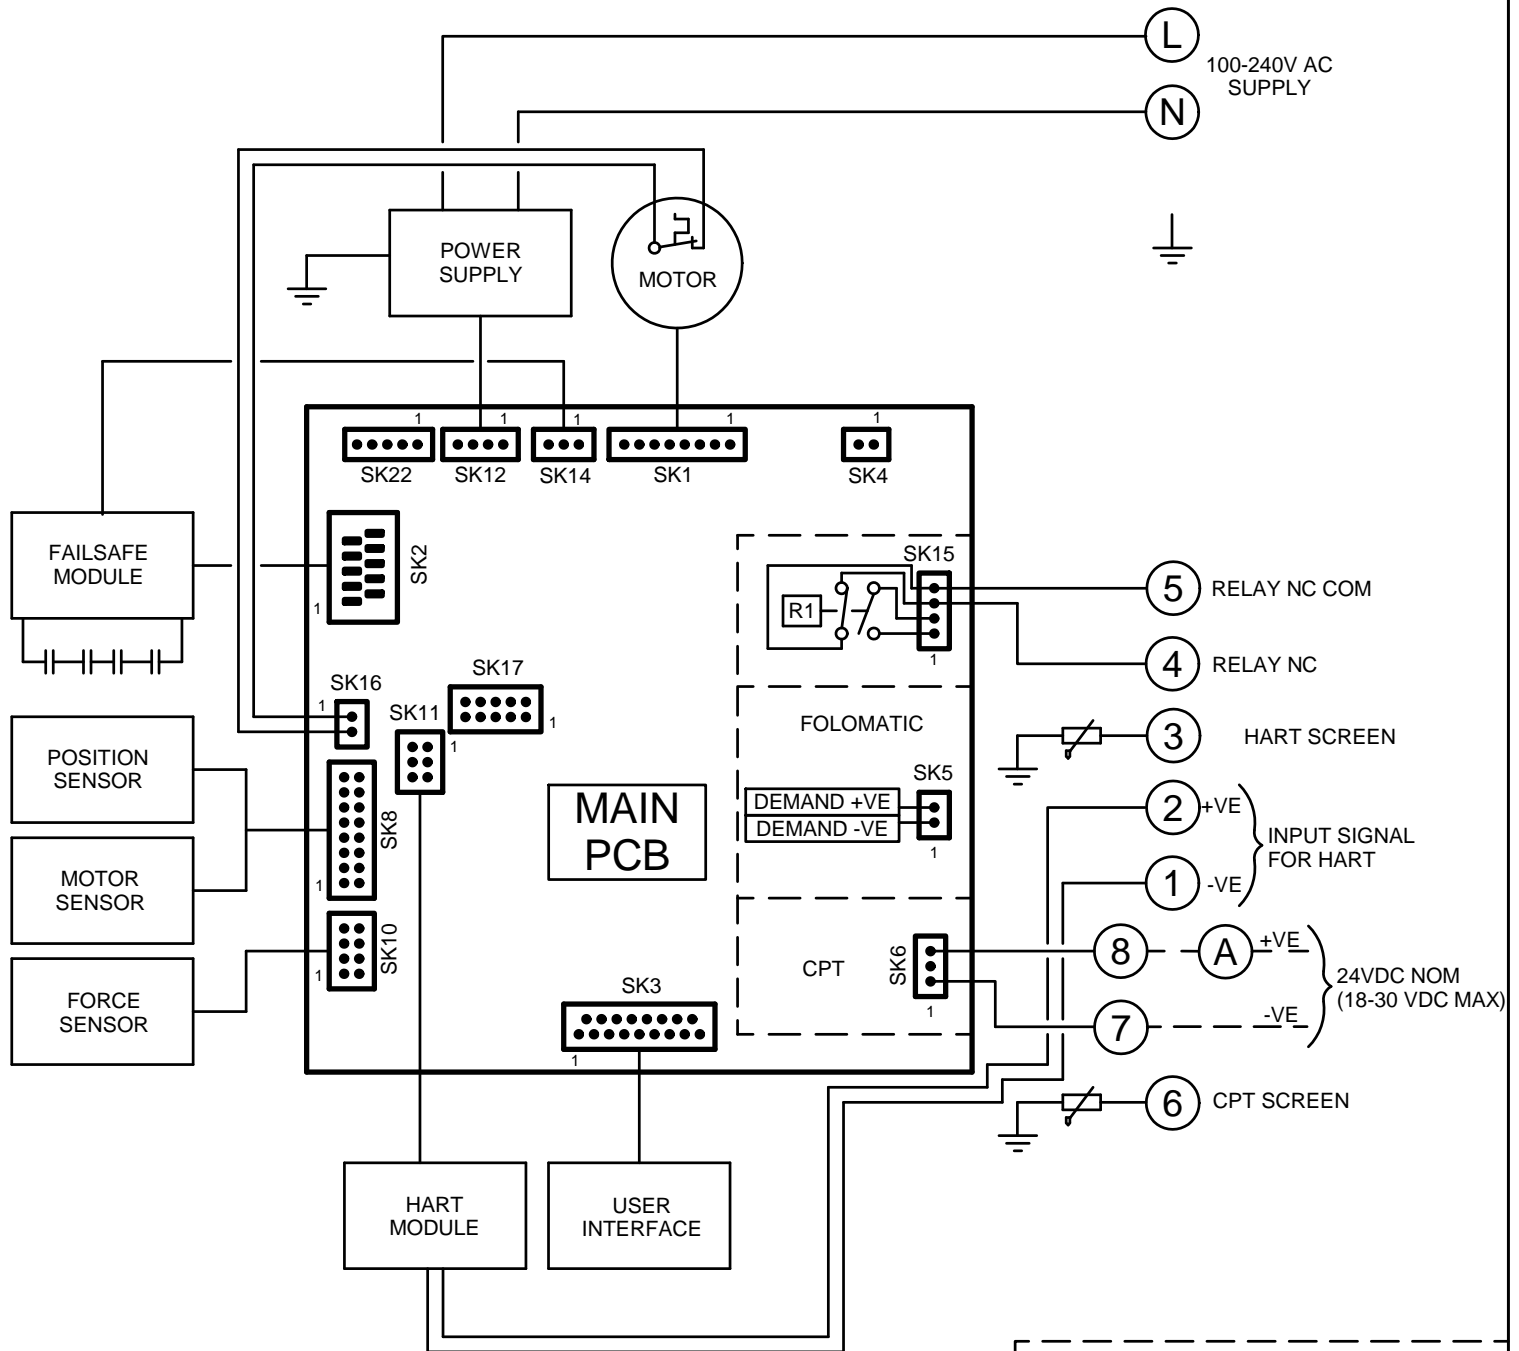 L
100-240V AC
SUPPLY
N
POWER
SUPPLY
MOTOR
1
1
1
1
1
SK22
SK12
SK14
SK1
SK4
FAILSAFE
MODULE
SK2
1
SK15
R1
1
5
RELAY NC COM
4
RELAY NC
SK16
1
SK17
1
SK11
1
FOLOMATIC
3
HART SCREEN
POSITION
SENSOR
SK8
1
MAIN
PCB
SK5
DEMAND +VE
DEMAND -VE
1
2
+VE
INPUT SIGNAL
FOR HART
1
-VE
MOTOR
SENSOR
SK10
1
CPT
SK6
1
8
A
+VE
24VDC NOM
(18-30 VDC MAX)
7
-VE
FORCE
SENSOR
SK3
1
6
CPT SCREEN
HART
MODULE
USER
INTERFACE